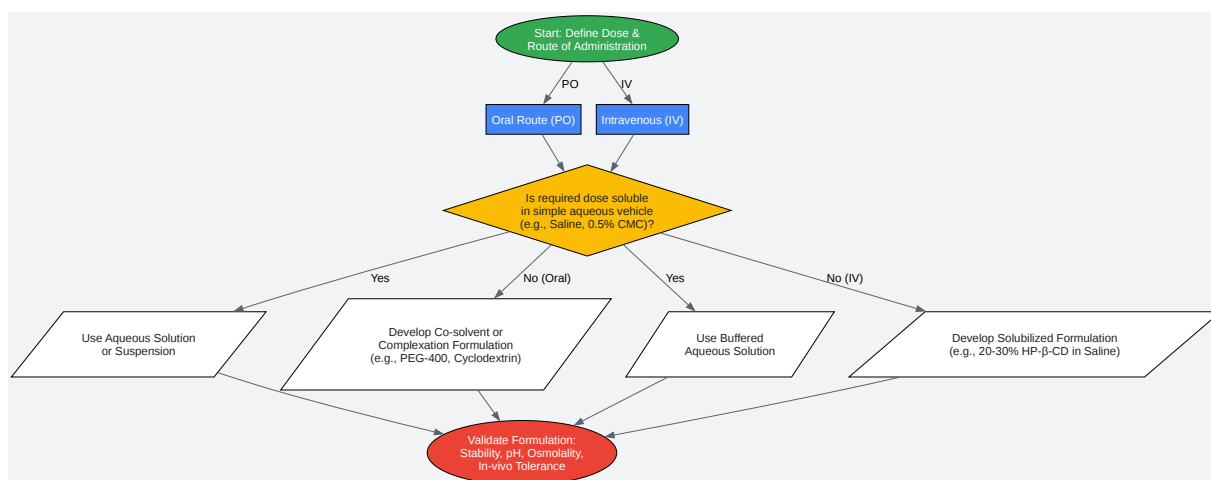 Start: Define Dose &
Route of Administration
PO
IV
Oral Route (PO)
Intravenous (IV)
Is required dose soluble
in simple aqueous vehicle
(e.g., Saline, 0.5% CMC)?
Yes
No (Oral)
Yes
No (IV)
Use Aqueous Solution
or Suspension
Develop Co-solvent or
Complexation Formulation
(e.g., PEG-400, Cyclodextrin)
Use Buffered
Aqueous Solution
Develop Solubilized Formulation
(e.g., 20-30% HP-β-CD in Saline)
Validate Formulation:
Stability, pH, Osmolality,
In-vivo Tolerance